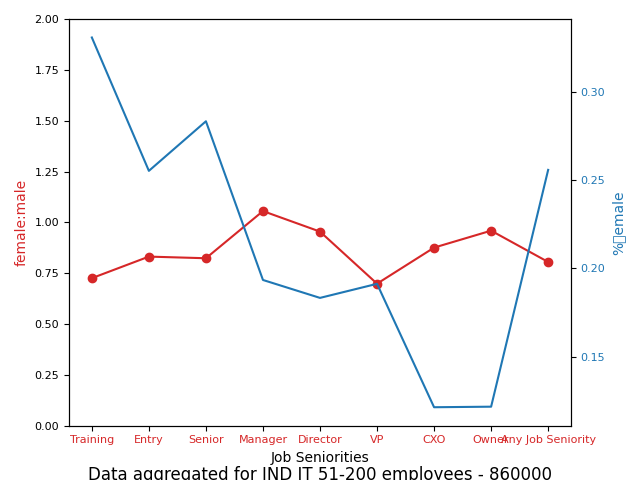 2.00
1.75
1.50
1.25
1.00
0.75
0.50
0.25
0.00
female:male
0.30
0.25
0.20
0.15
%▯emale
Training Entry Senior Manager Director VP CXO Owner Any Job Seniority
Job Seniorities
Data aggregated for IND IT 51-200 employees - 860000